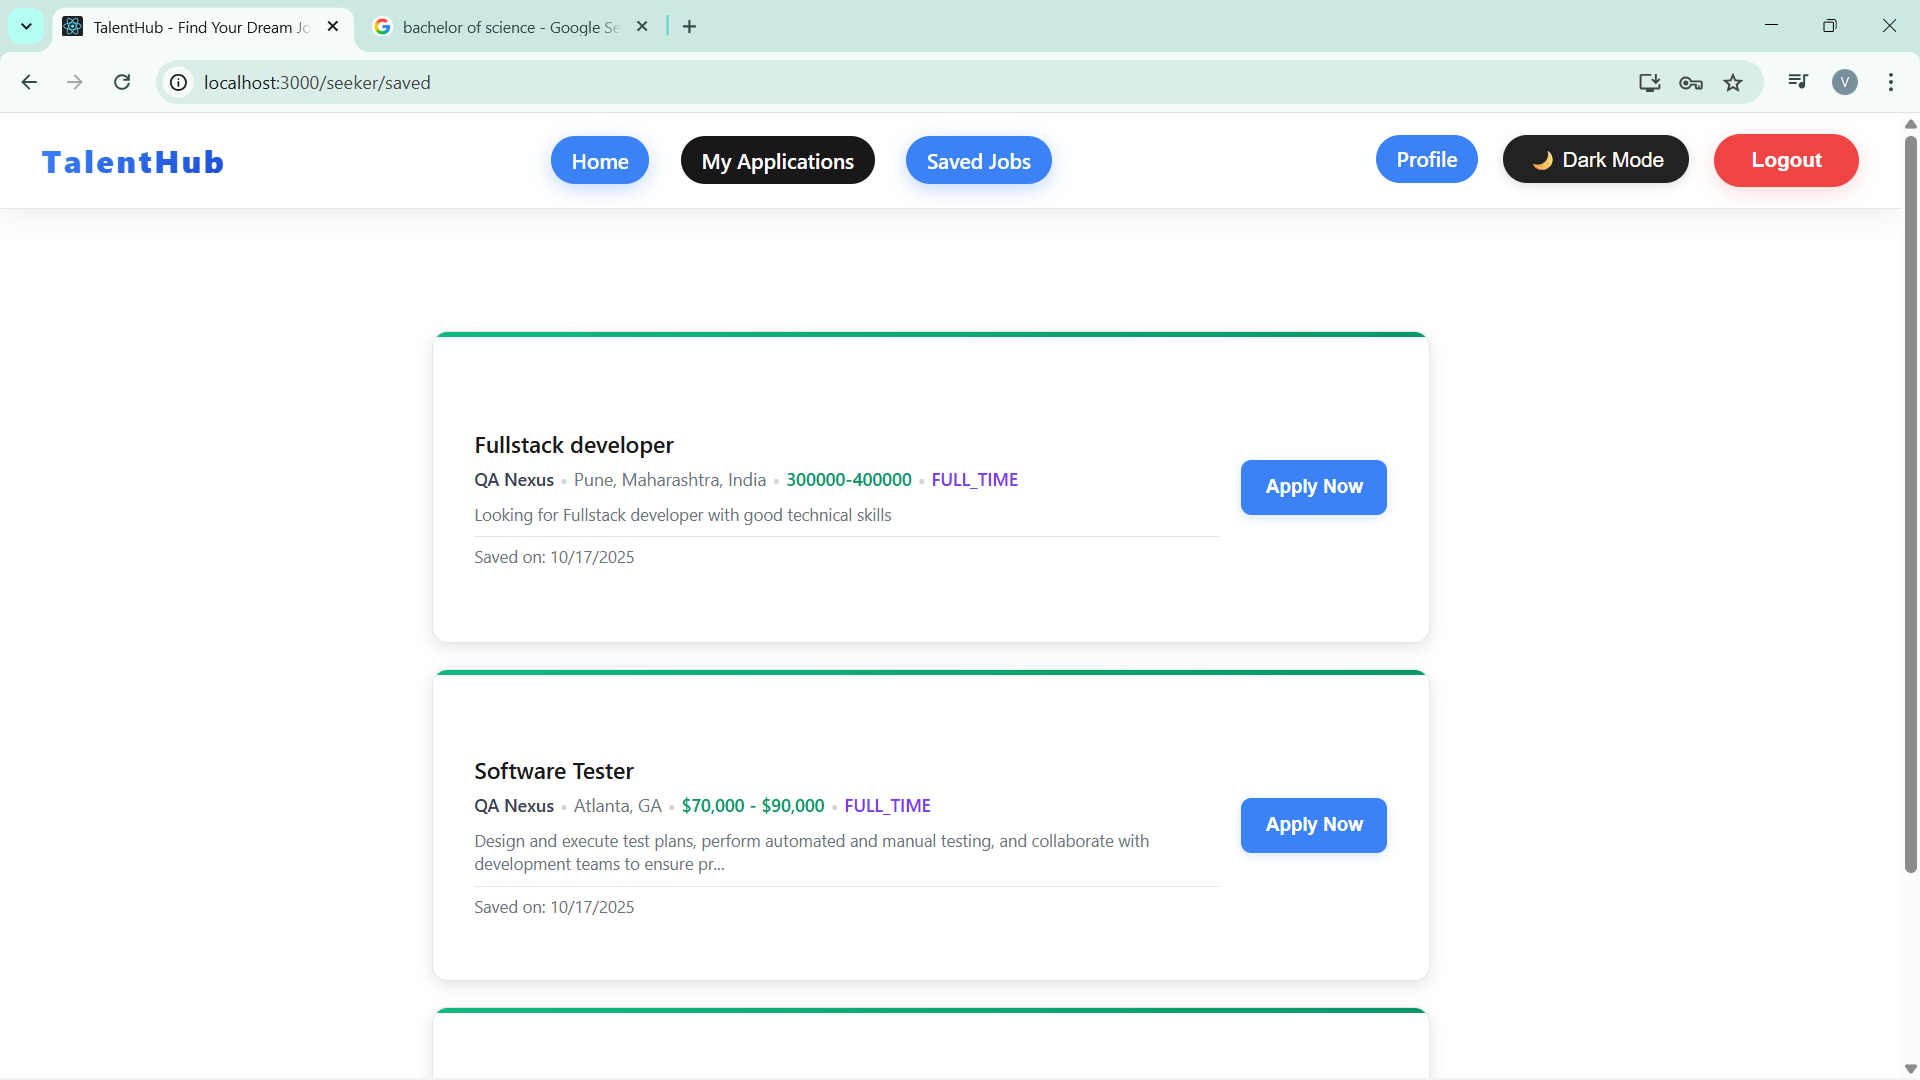 TalentHub - Find Your Dream Jo
bachelor of science - Google Se
localhost:3000/seeker/saved
V
TalentHub
Home
My Applications
Saved Jobs
Profile
🌙 Dark Mode
Logout
Fullstack developer
QA Nexus • Pune, Maharashtra, India • 300000-400000 • FULL_TIME
Looking for Fullstack developer with good technical skills
Saved on: 10/17/2025
Apply Now
Software Tester
QA Nexus • Atlanta, GA • $70,000 - $90,000 • FULL_TIME
Design and execute test plans, perform automated and manual testing, and collaborate with
development teams to ensure pr...
Saved on: 10/17/2025
Apply Now